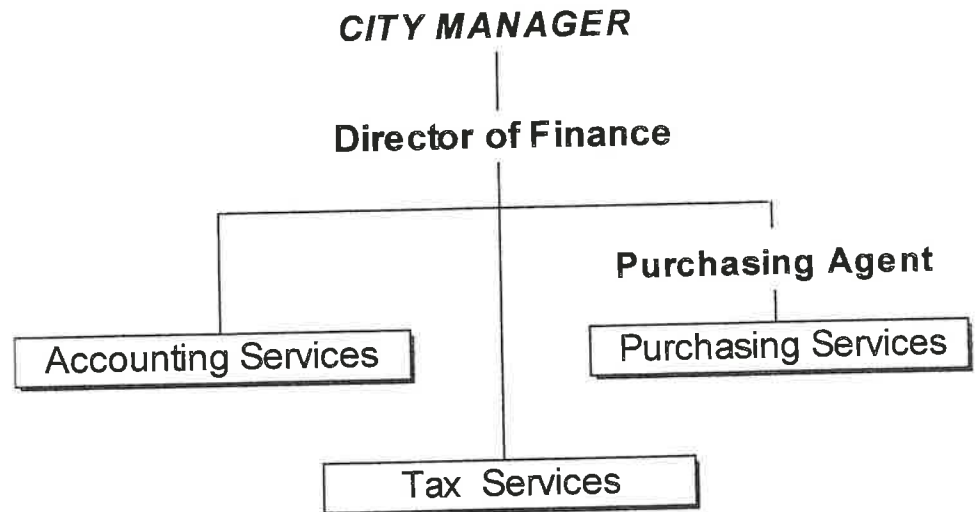 CITY MANAGER
Director of Finance
Purchasing Agent
Accounting Services
Purchasing Services
Tax Services